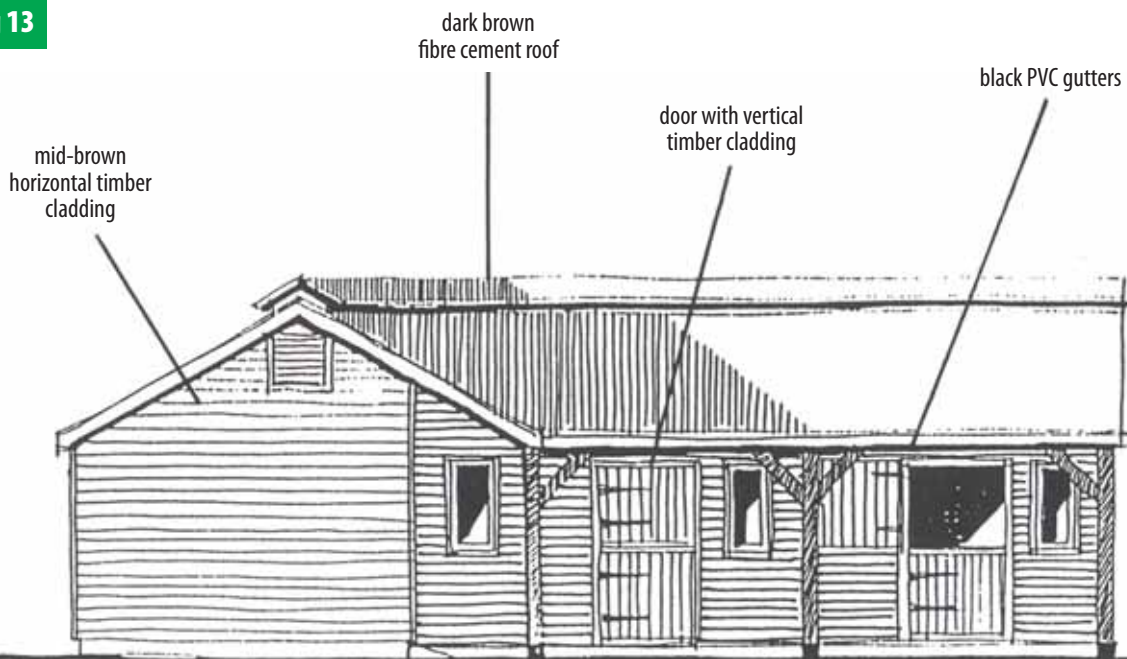 13
dark brown
fibre cement roof
black PVC gutters
door with vertical
timber cladding
mid-brown
horizontal timber
cladding